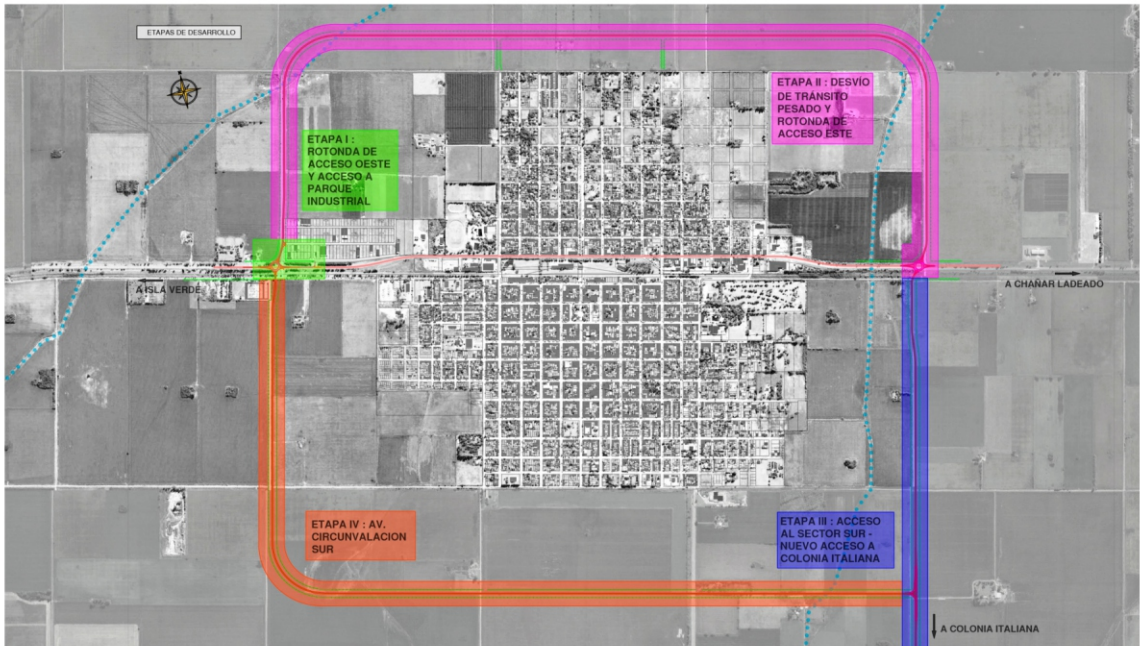 ETAPAS DE DESARROLLO
ETAPA II : DESVÍO
DE TRÁNSITO
PESADO Y
ROTONDA DE
ACCESO ESTE
ETAPA I :
ROTONDA DE
ACCESO OESTE
Y ACCESO A
PARQUE
INDUSTRIAL
A ISLA VERDE
A CHAÑAR LADEADO
ETAPA IV : AV.
CIRCUNVALACION
SUR
ETAPA III : ACCESO
AL SECTOR SUR -
NUEVO ACCESO A
COLONIA ITALIANA
A COLONIA ITALIANA